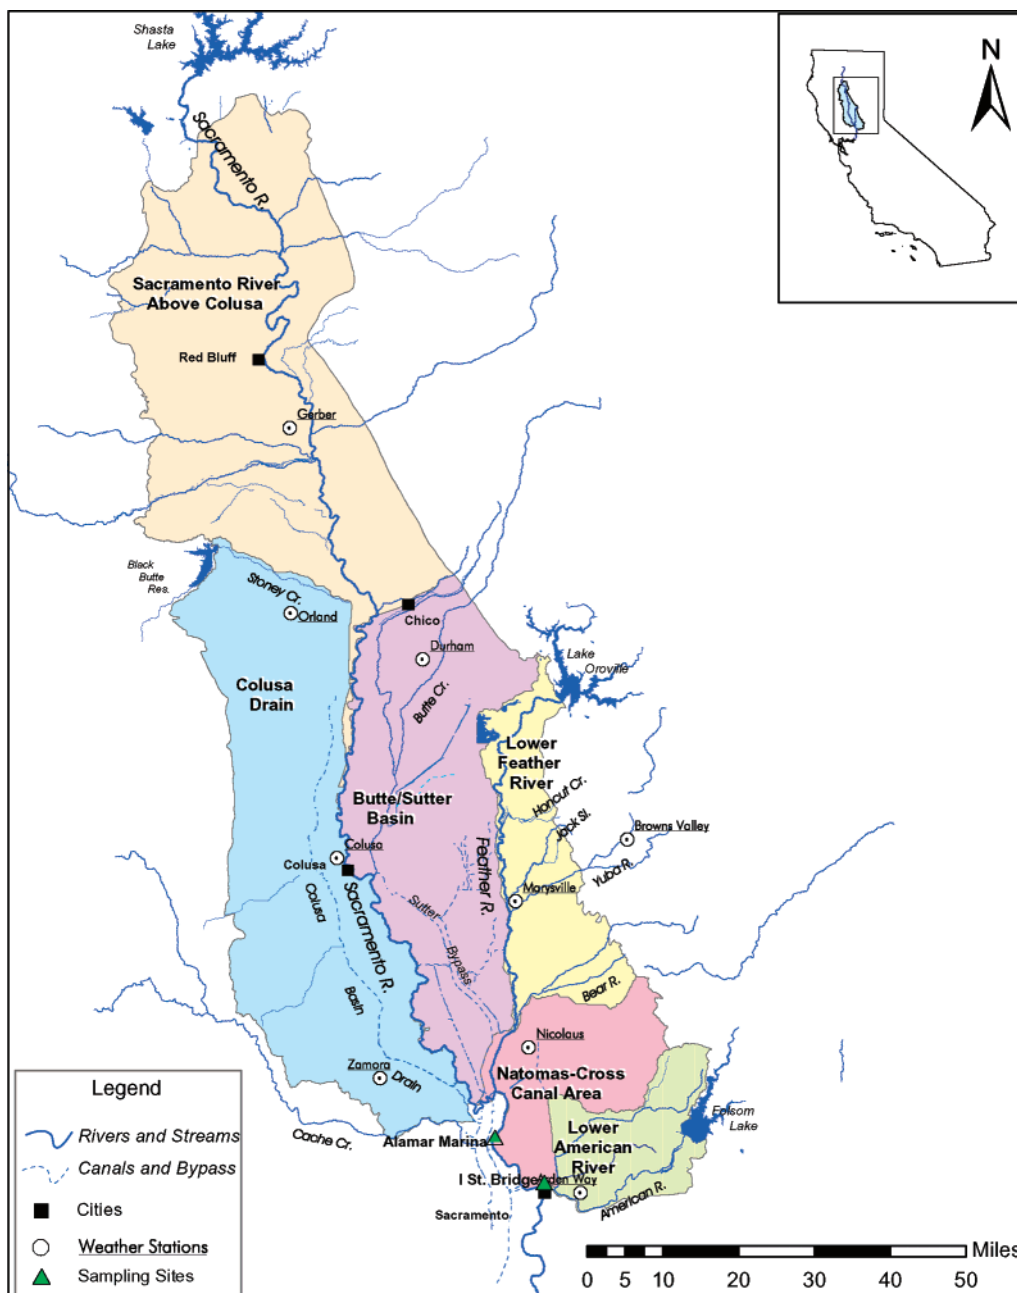 Shasta
Lake
N
Sacramento R.
Sacramento River
Above Colusa
Red Bluff
Gerber
Black
Butte
Res.
Stoney Cr.
Orland
Chico
Durham
Lake
Oroville
Colusa
Drain
Butte Cr.
Lower
Feather
River
Honcut Cr.
Jack Sl.
Butte/Sutter
Basin
Browns Valley
Yuba R.
Feather R.
Colusa
Colusa
Marysville
Colusa
Basin
Drain
Sacramento R.
Sutter
Bypass
Bear R.
Nicolaus
Zamora
Natomas-Cross
Canal Area
Cache Cr.
Alamar Marina
Lower
American
River
Folsom
Lake
I St. Bridge
den Way
American R.
Sacramento
Legend
Rivers and Streams
Canals and Bypass
Cities
Weather Stations
Sampling Sites
Miles
0 5 10 20 30 40 50